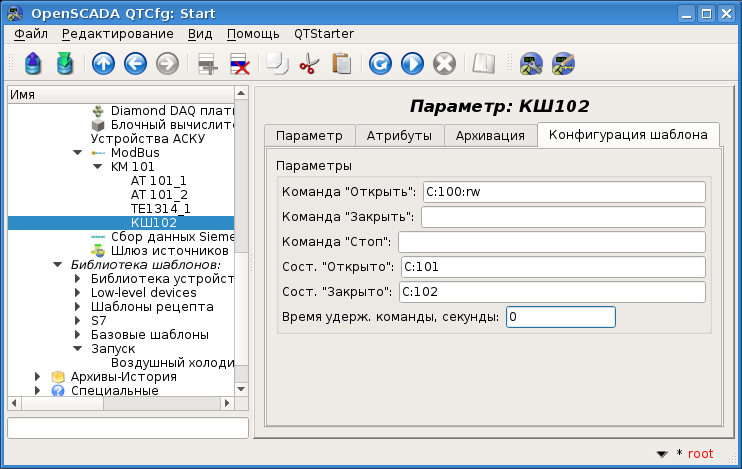 OpenSCADA QTCfg: Start
Файл Редактирование Вид Помощь QTStarter
Имя
Diamond DAQ плат
Блочный вычислит
Устройства АСКУ
ModBus
КМ 101
AT 101_1
AT 101_2
TE1314_1
КШ102
Сбор данных Sieme
Шлюз источников
Библиотека шаблонов:
Библиотека устройст
Low-level devices
Шаблоны рецепта
S7
Базовые шаблоны
Запуск
Воздушный холоди
Архивы-История
Специальные
Параметр: КШ102
Параметр Атрибуты Архивация Конфигурация шаблона
Параметры
Команда "Открыть": C:100:rw
Команда "Закрыть":
Команда "Стоп":
Сост. "Открыто": C:101
Сост. "Закрыто": C:102
Время удерж. команды, секунды: 0
* root